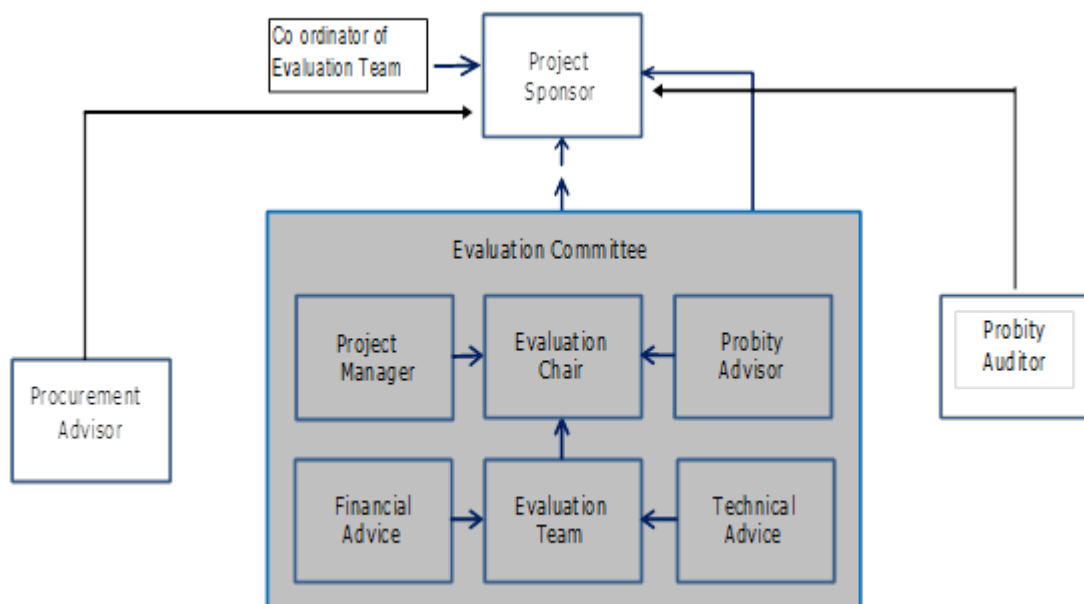 Co ordinator of
Evaluation Team
Project
Sponsor
Evaluation Committee
Project
Manager
Evaluation
Chair
Probity
Advisor
Probity
Auditor
Procurement
Advisor
Financial
Advice
Evaluation
Team
Technical
Advice